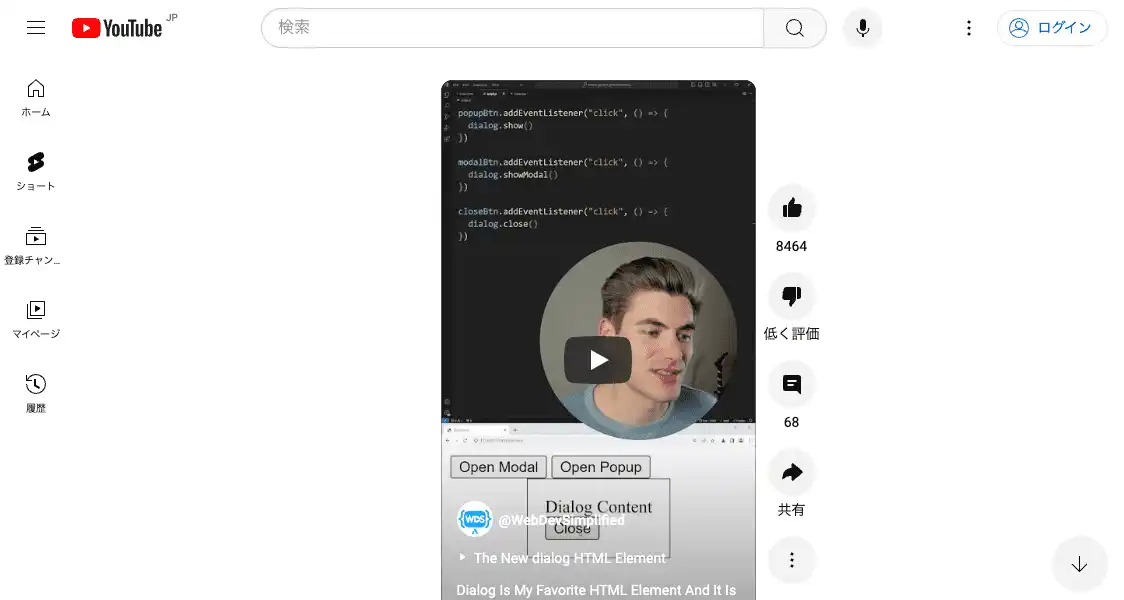 YouTube JP
検索
ログイン
ホーム
ショート
登録チャン...
マイページ
履歴
popupBtn.addEventListener("click", () => {
dialog.show()
})
modalBtn.addEventListener("click", () => {
dialog.showModal()
})
closeBtn.addEventListener("click", () => {
dialog.close()
})
Open Modal
Open Popup
Dialog Content
Close
WDS
@WebDevSimplified
The New dialog HTML Element
Dialog Is My Favorite HTML Element And It Is
8464
低く評価
68
共有